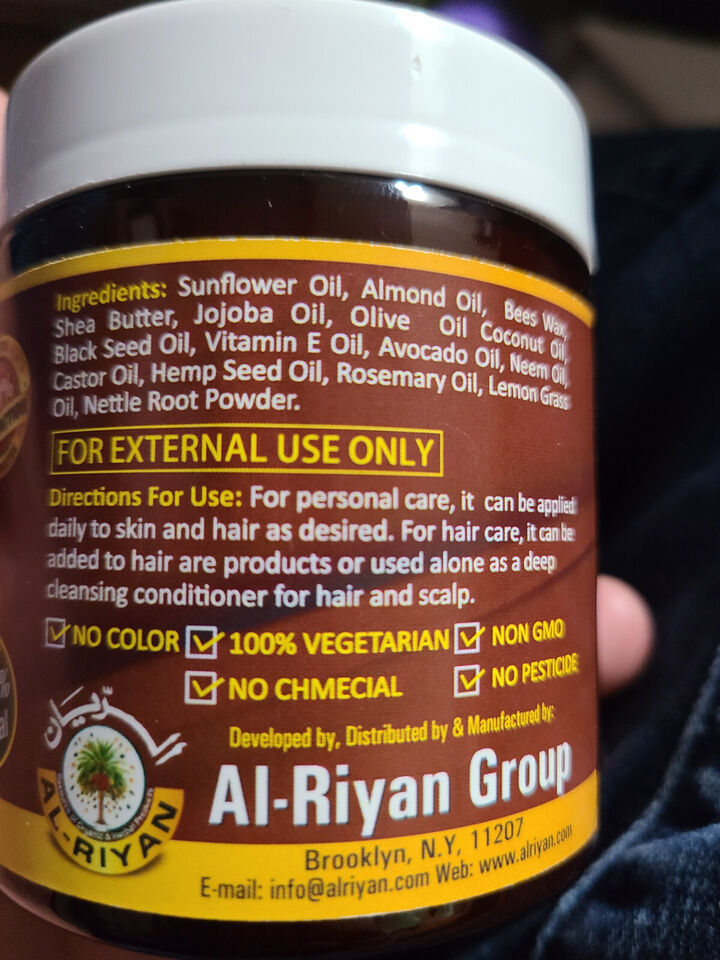 Ingredients: Sunflower Oil, Almond Oil, Bees Wax,
Shea Butter, Jojoba Oil, Olive Oil Coconut Oil,
Black Seed Oil, Vitamin E Oil, Avocado Oil, Neem Oil,
Castor Oil, Hemp Seed Oil, Rosemary Oil, Lemon Grass
Oil, Nettle Root Powder.
FOR EXTERNAL USE ONLY
Directions For Use: For personal care, it can be applied
daily to skin and hair as desired. For hair care, it can be
added to hair are products or used alone as a deep
cleansing conditioner for hair and scalp.
NO COLOR 100% VEGETARIAN NON GMO
NO CHMECIAL NO PESTICIDE
الريان
AL-RIYAN
Developed by, Distributed by & Manufactured by:
Al-Riyan Group
Brooklyn, N.Y, 11207
E-mail: info@alriyan.com Web: www.alriyan.com